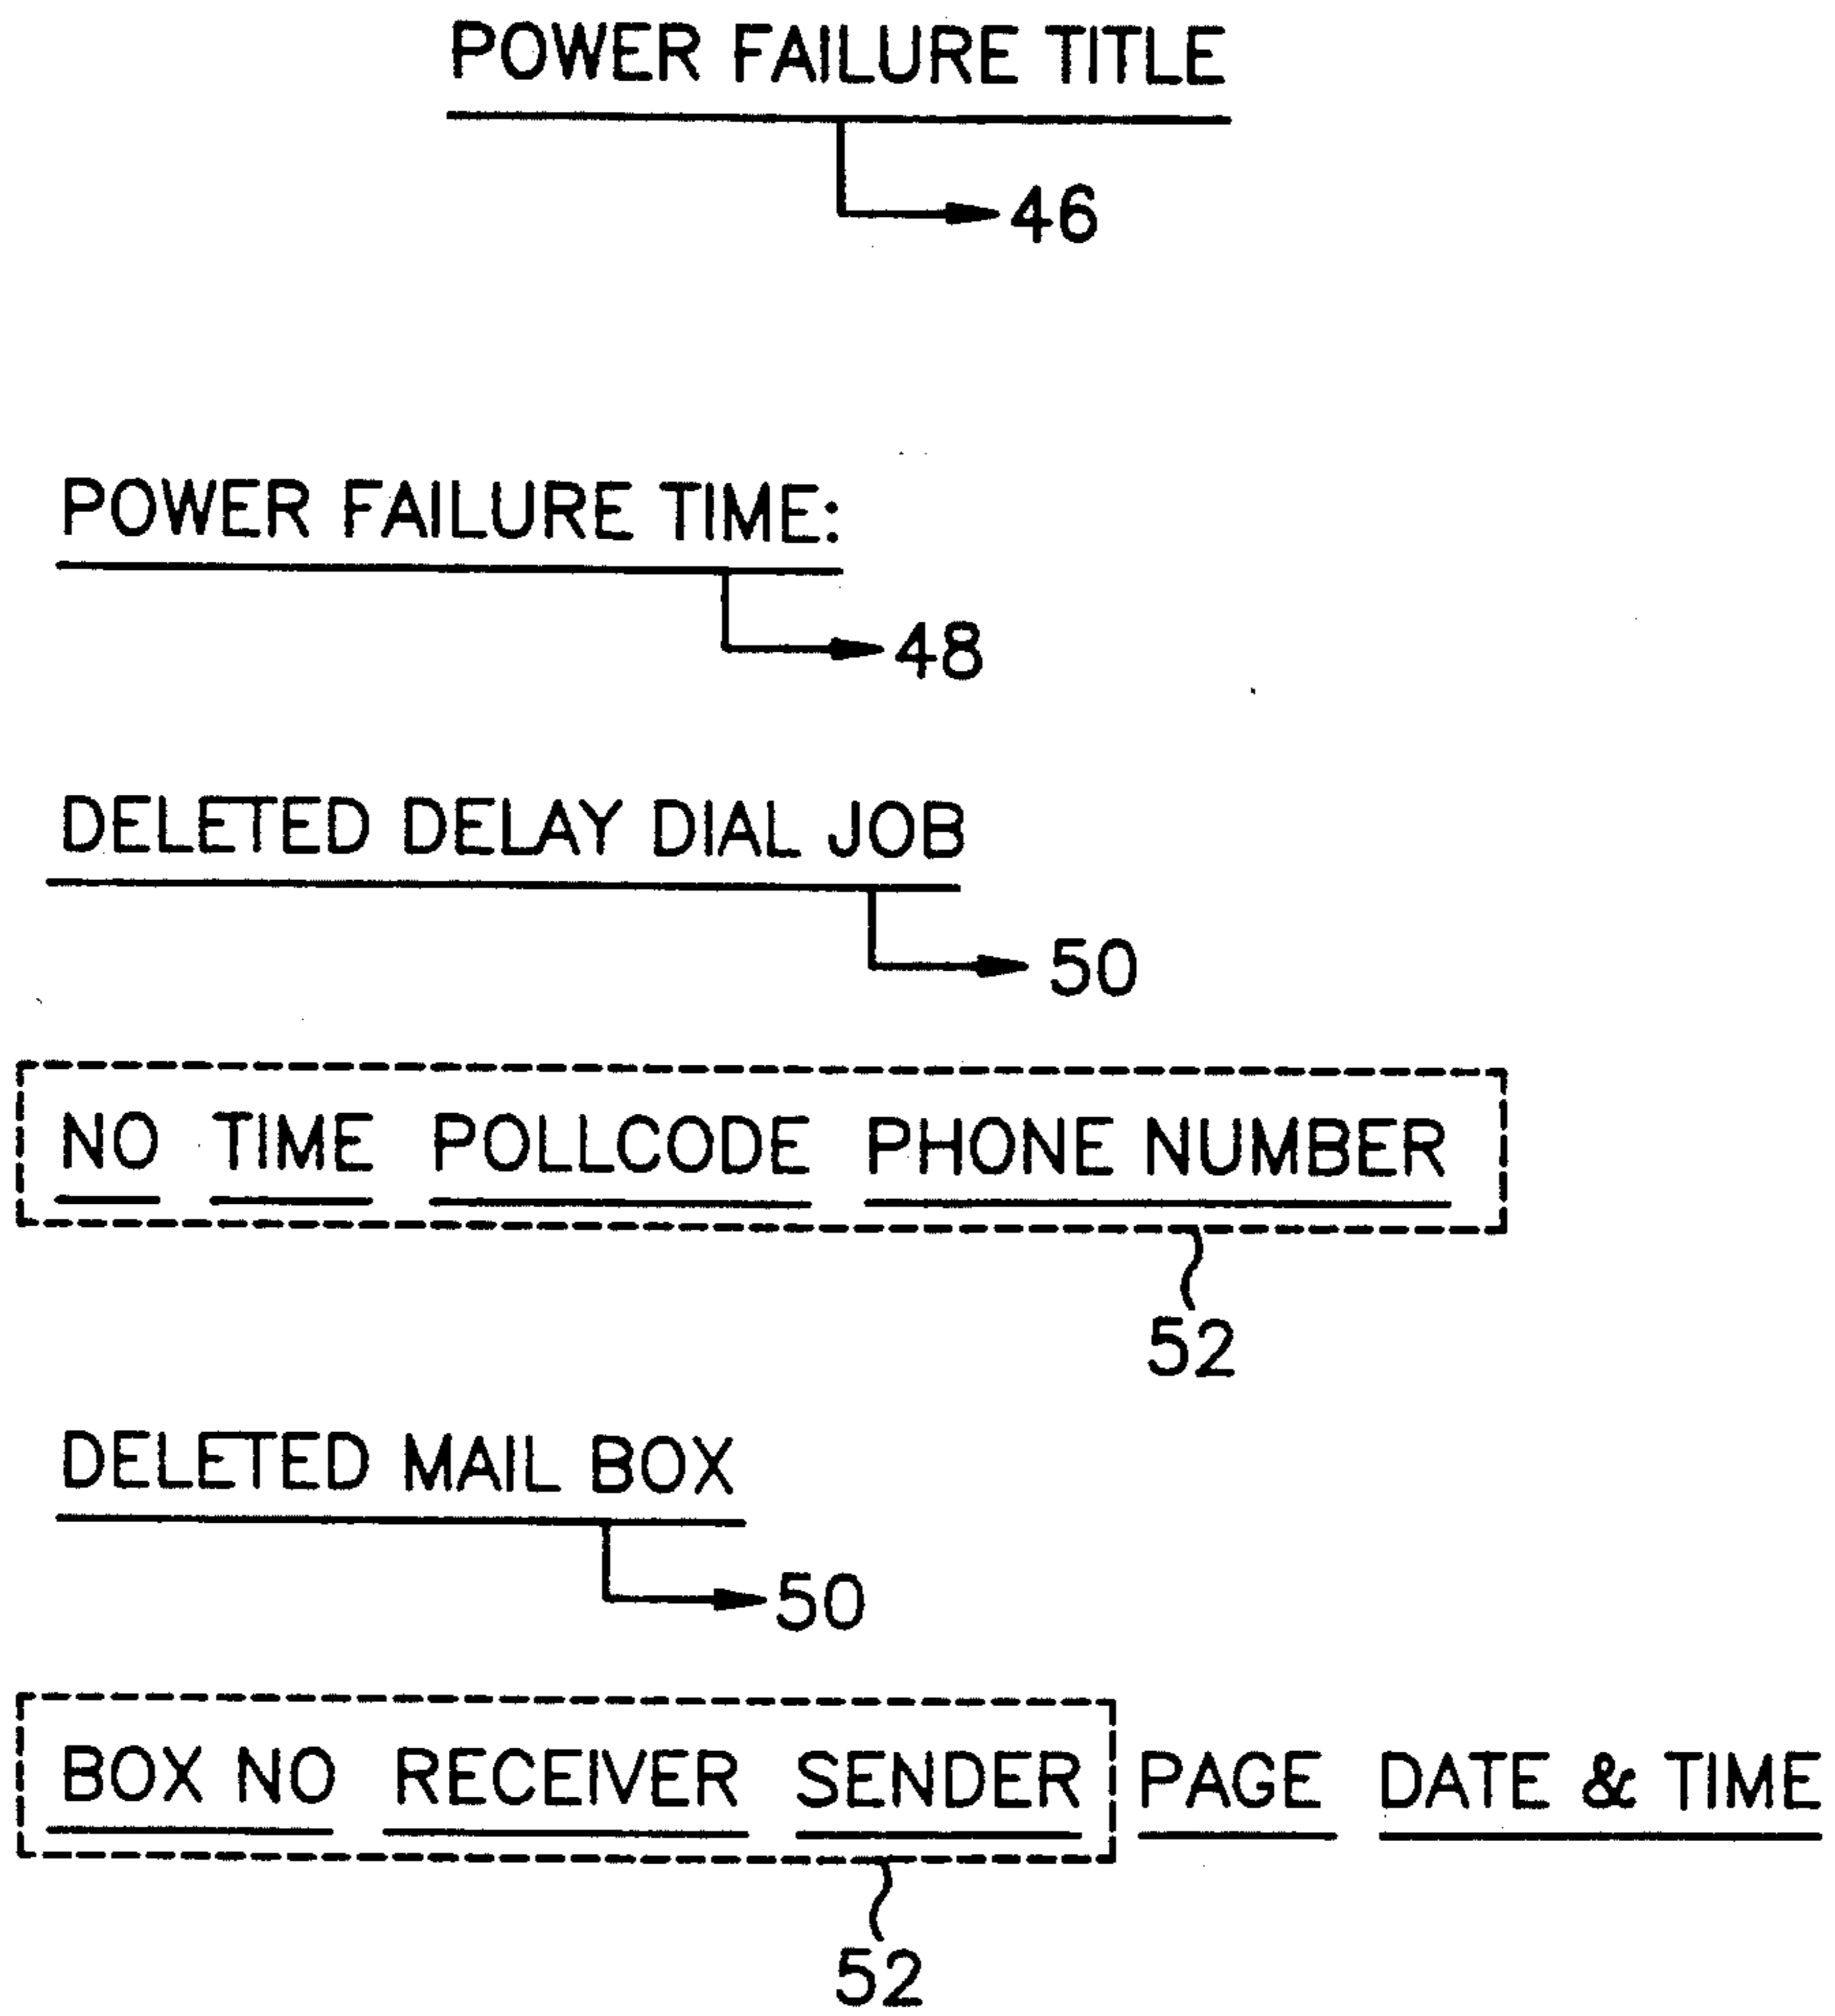 POWER FAILURE TITLE
46
POWER FAILURE TIME:
48
DELETED DELAY DIAL JOB
50
NO TIME POLLCODE PHONE NUMBER
52
DELETED MAIL BOX
50
BOX NO RECEIVER SENDER PAGE DATE & TIME
52